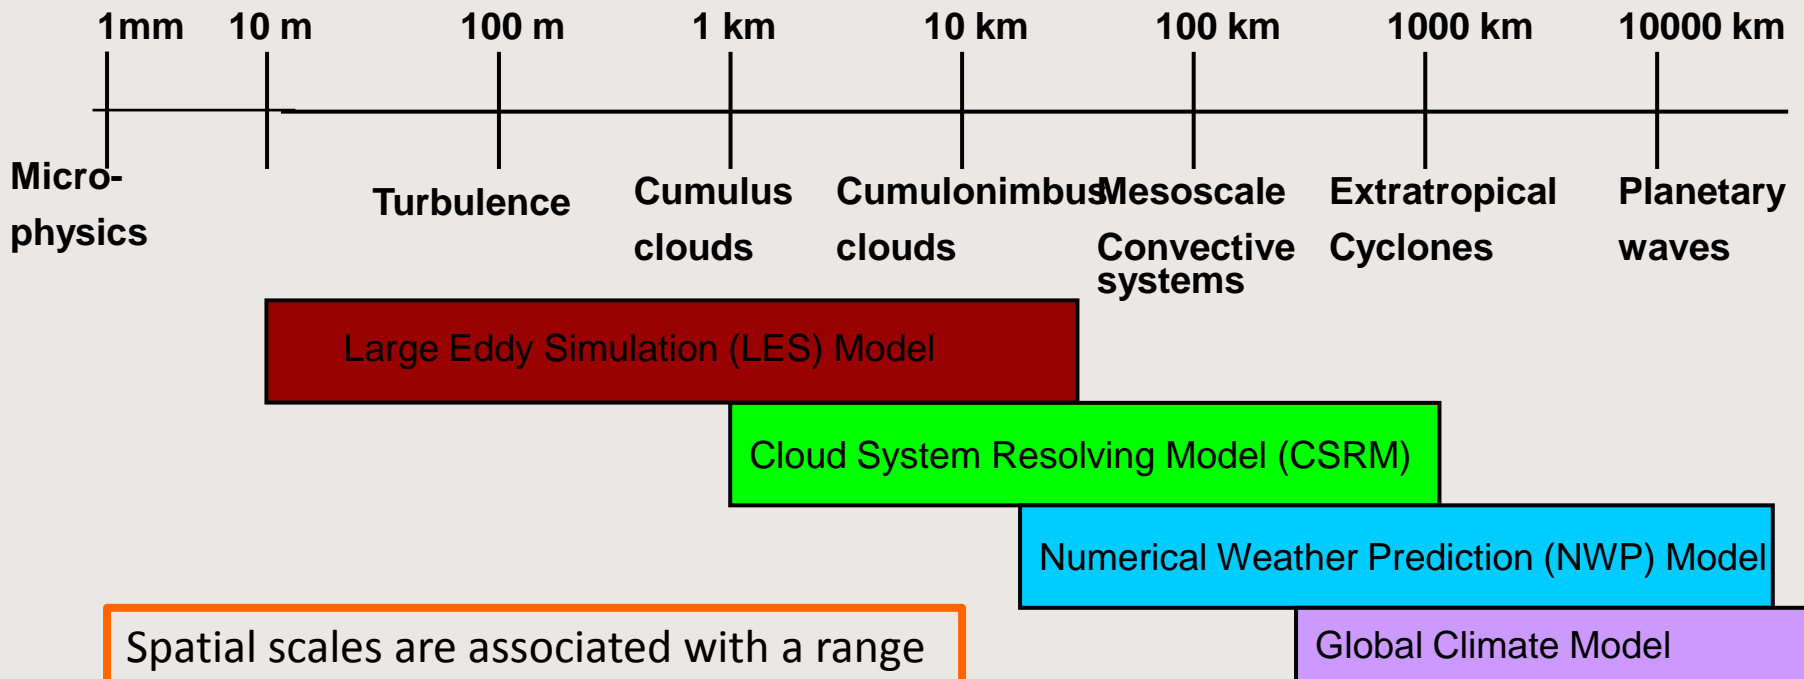 1mm 10 m 100 m 1 km 10 km 100 km 1000 km 10000 km
Micro-
physics
Turbulence
Cumulus
clouds
Cumulonimbus
clouds
Mesoscale
Convective
systems
Extratropical
Cyclones
Planetary
waves
Large Eddy Simulation (LES) Model
Cloud System Resolving Model (CSRM)
Numerical Weather Prediction (NWP) Model
Global Climate Model
Spatial scales are associated with a range